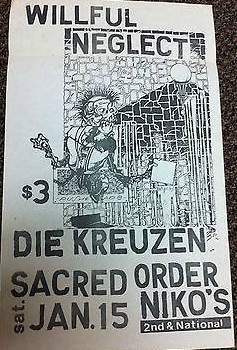 WILLFUL
NEGLECT
$3
DIE KREUZEN
SACRED ORDER
sat. JAN.15 NIKO'S
2nd & National